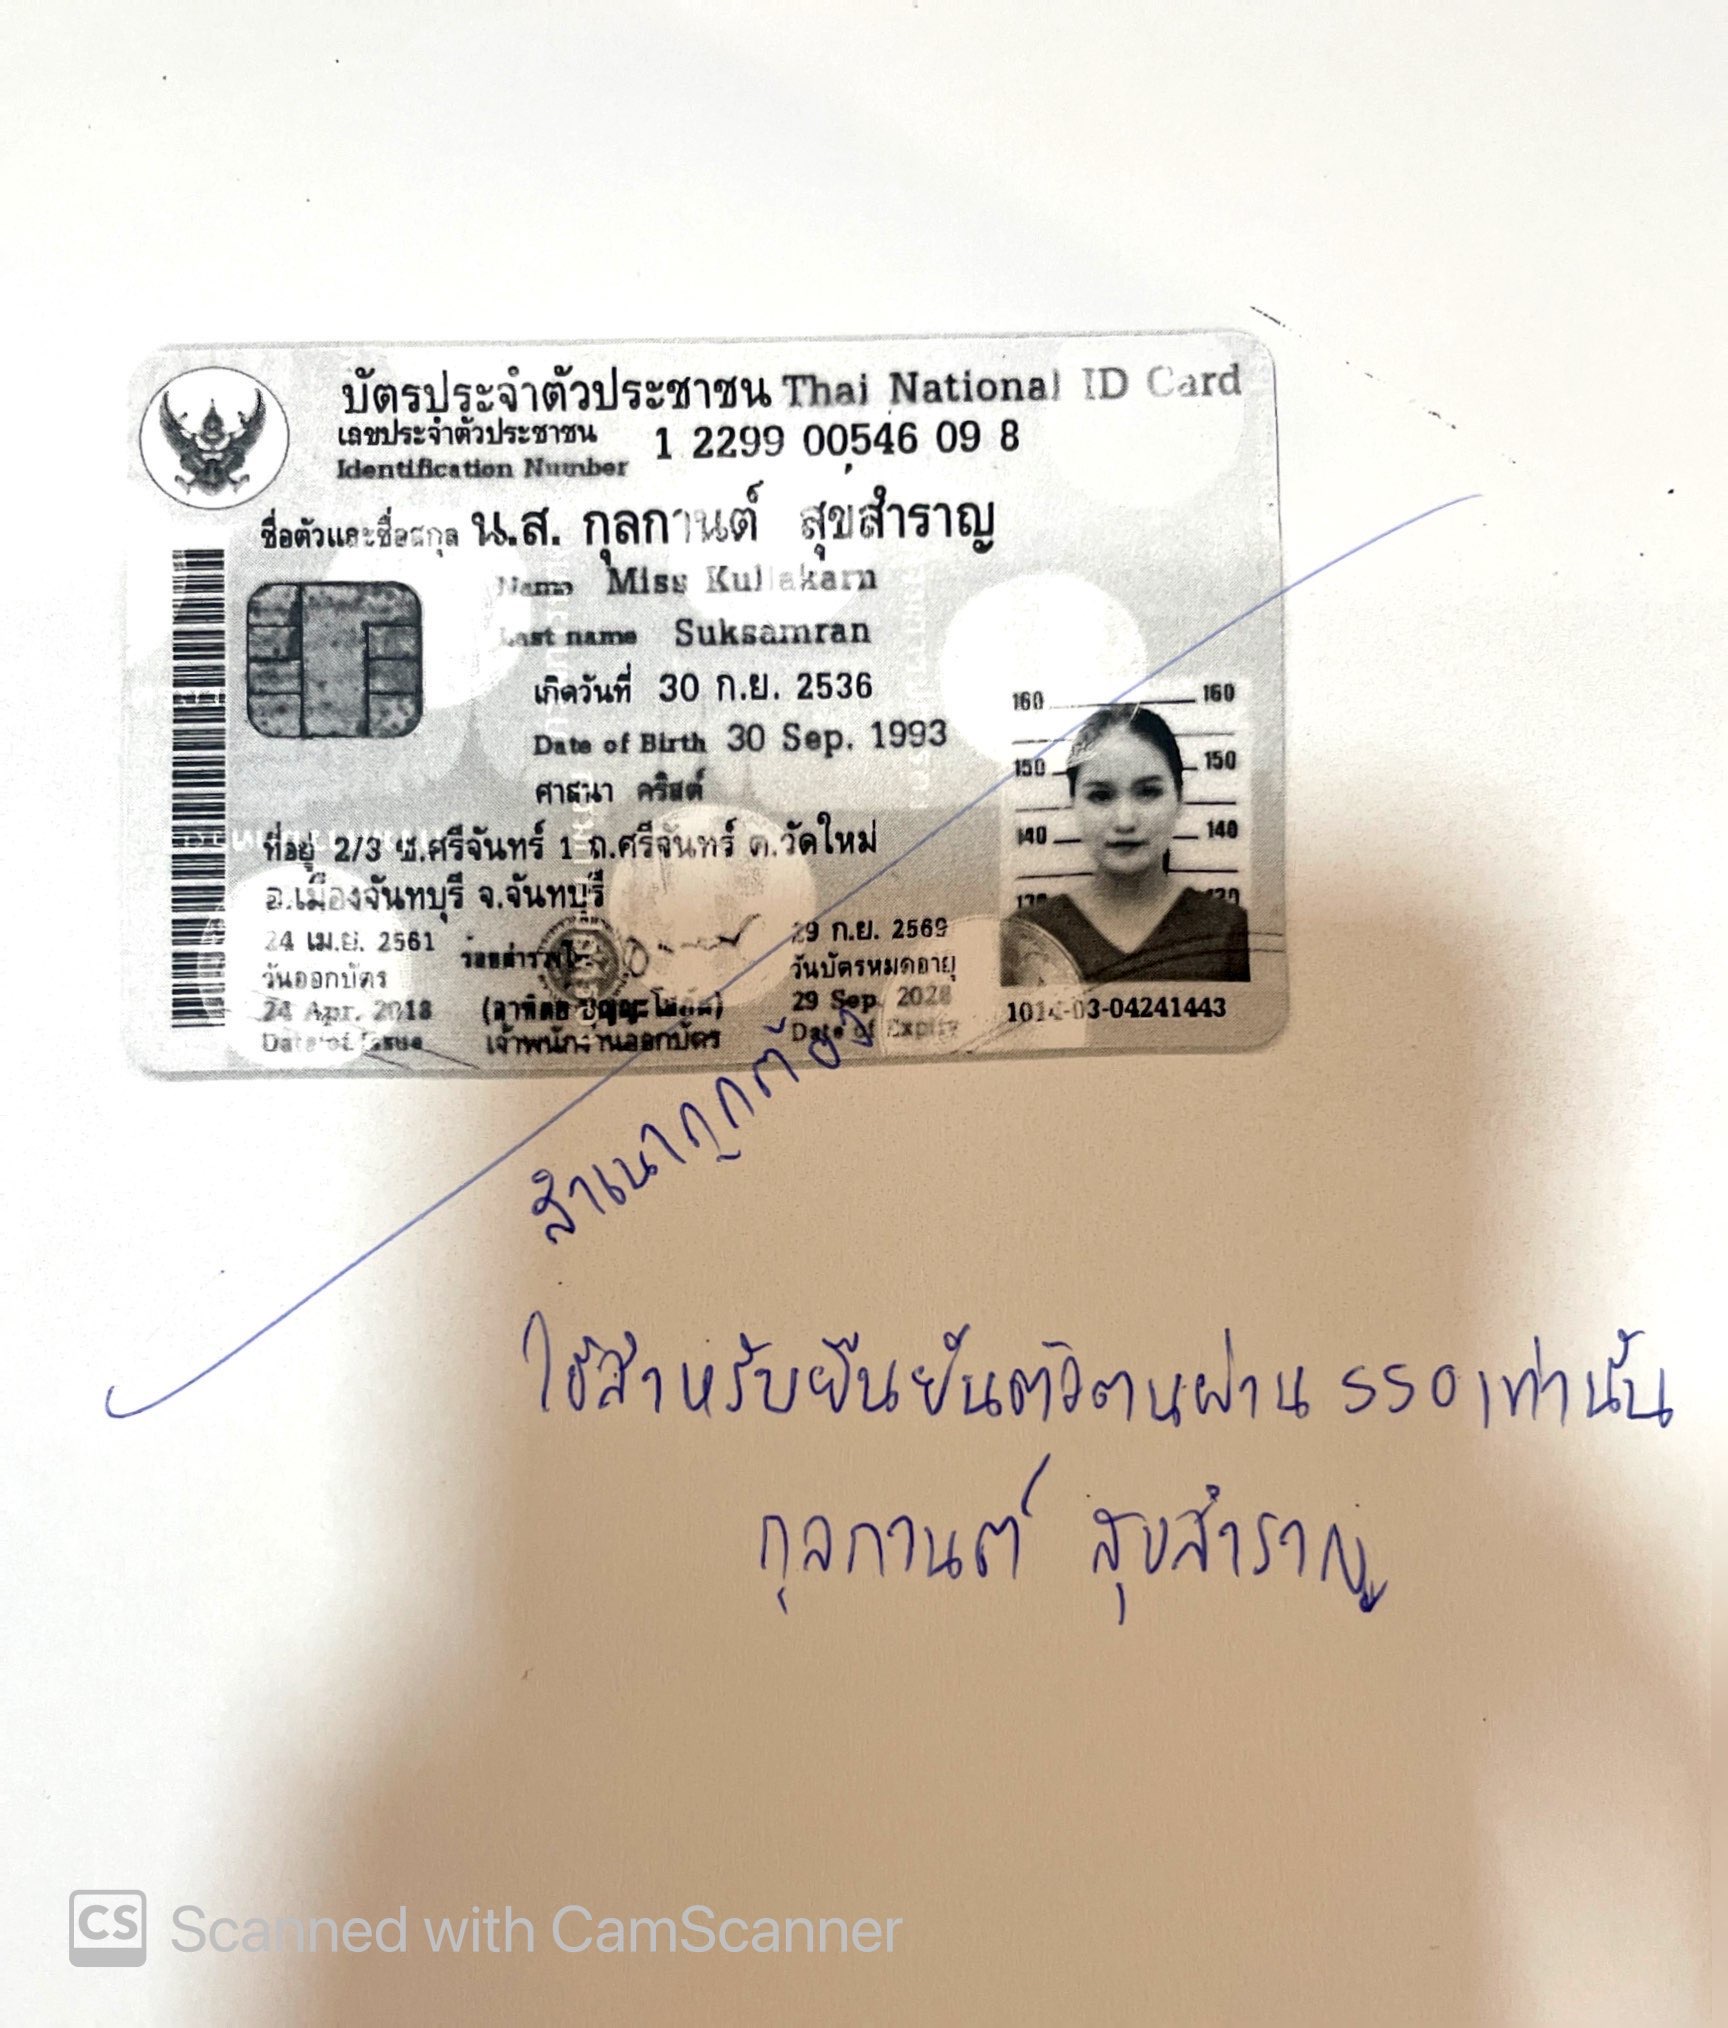 บัตรประจำตัวประชาชน Thai National ID Card
เลขประจำตัวประชาชน
Identification Number 1 2299 00546 09 8
ชื่อตัวและชื่อสกุล น.ส. กุลกานต์ สุขสำราญ
Name Miss Kullakarn
Last name Suksamran
เกิดวันที่ 30 ก.ย. 2536
Date of Birth 30 Sep. 1993
ศาสนา คริสต์
ที่อยู่ 2/3 ซ.ศรีจันทร์ 1 ถ.ศรีจันทร์ ต.วัดใหม่
อ.เมืองจันทบุรี จ.จันทบุรี
24 เม.ย. 2561
วันออกบัตร
24 Apr. 2018
Date of Issue
เจ้าพนักงานออกบัตร
29 ก.ย. 2569
วันบัตรหมดอายุ
29 Sep.
Date of Expiry
160 160
150 150
140 140
1014-03-04241443
สำเนาถูกต้อง
ใช้สำหรับยืนยันตัวตนผ่าน SSO เท่านั้น
กุลกานต์ สุขสำราญ
CS Scanned with CamScanner